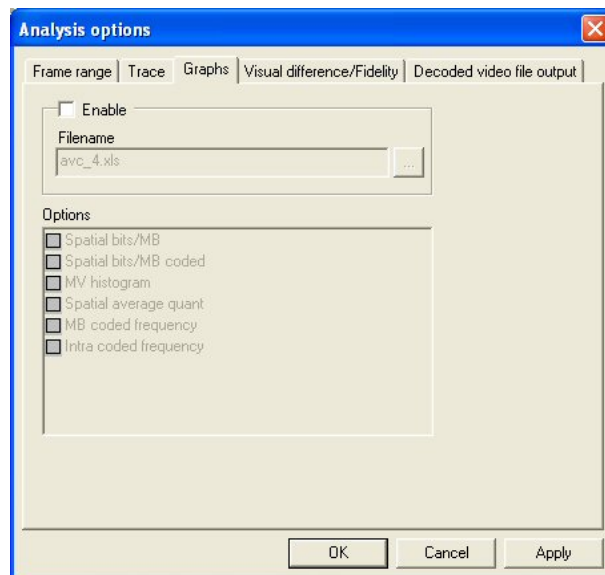 Analysis options
Frame range Trace Graphs Visual difference/Fidelity Decoded video file output
Enable
Filename
avc_4.xls
...
Options
Spatial bits/MB
Spatial bits/MB coded
MV histogram
Spatial average quant
MB coded frequency
Intra coded frequency
OK Cancel Apply